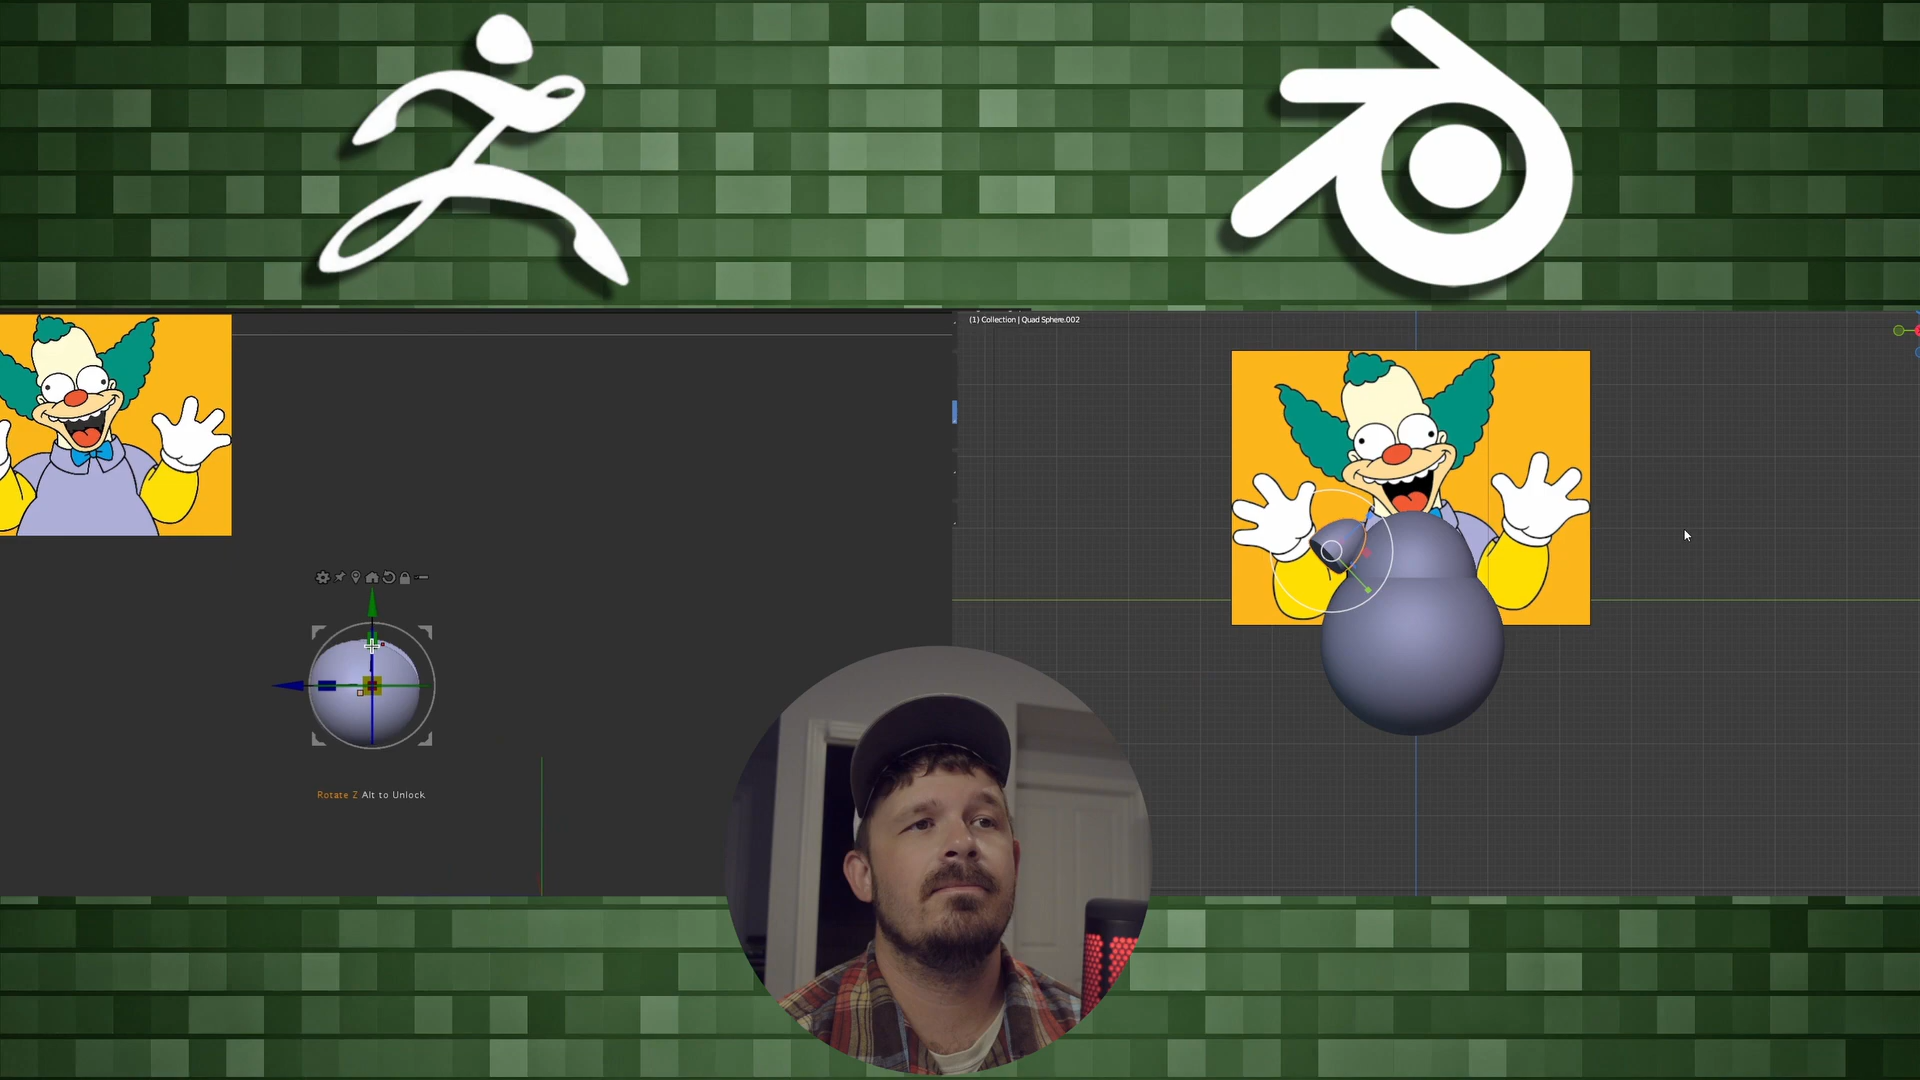 (1) Collection | Quad Sphere.002
Rotate Z Alt to Unlock